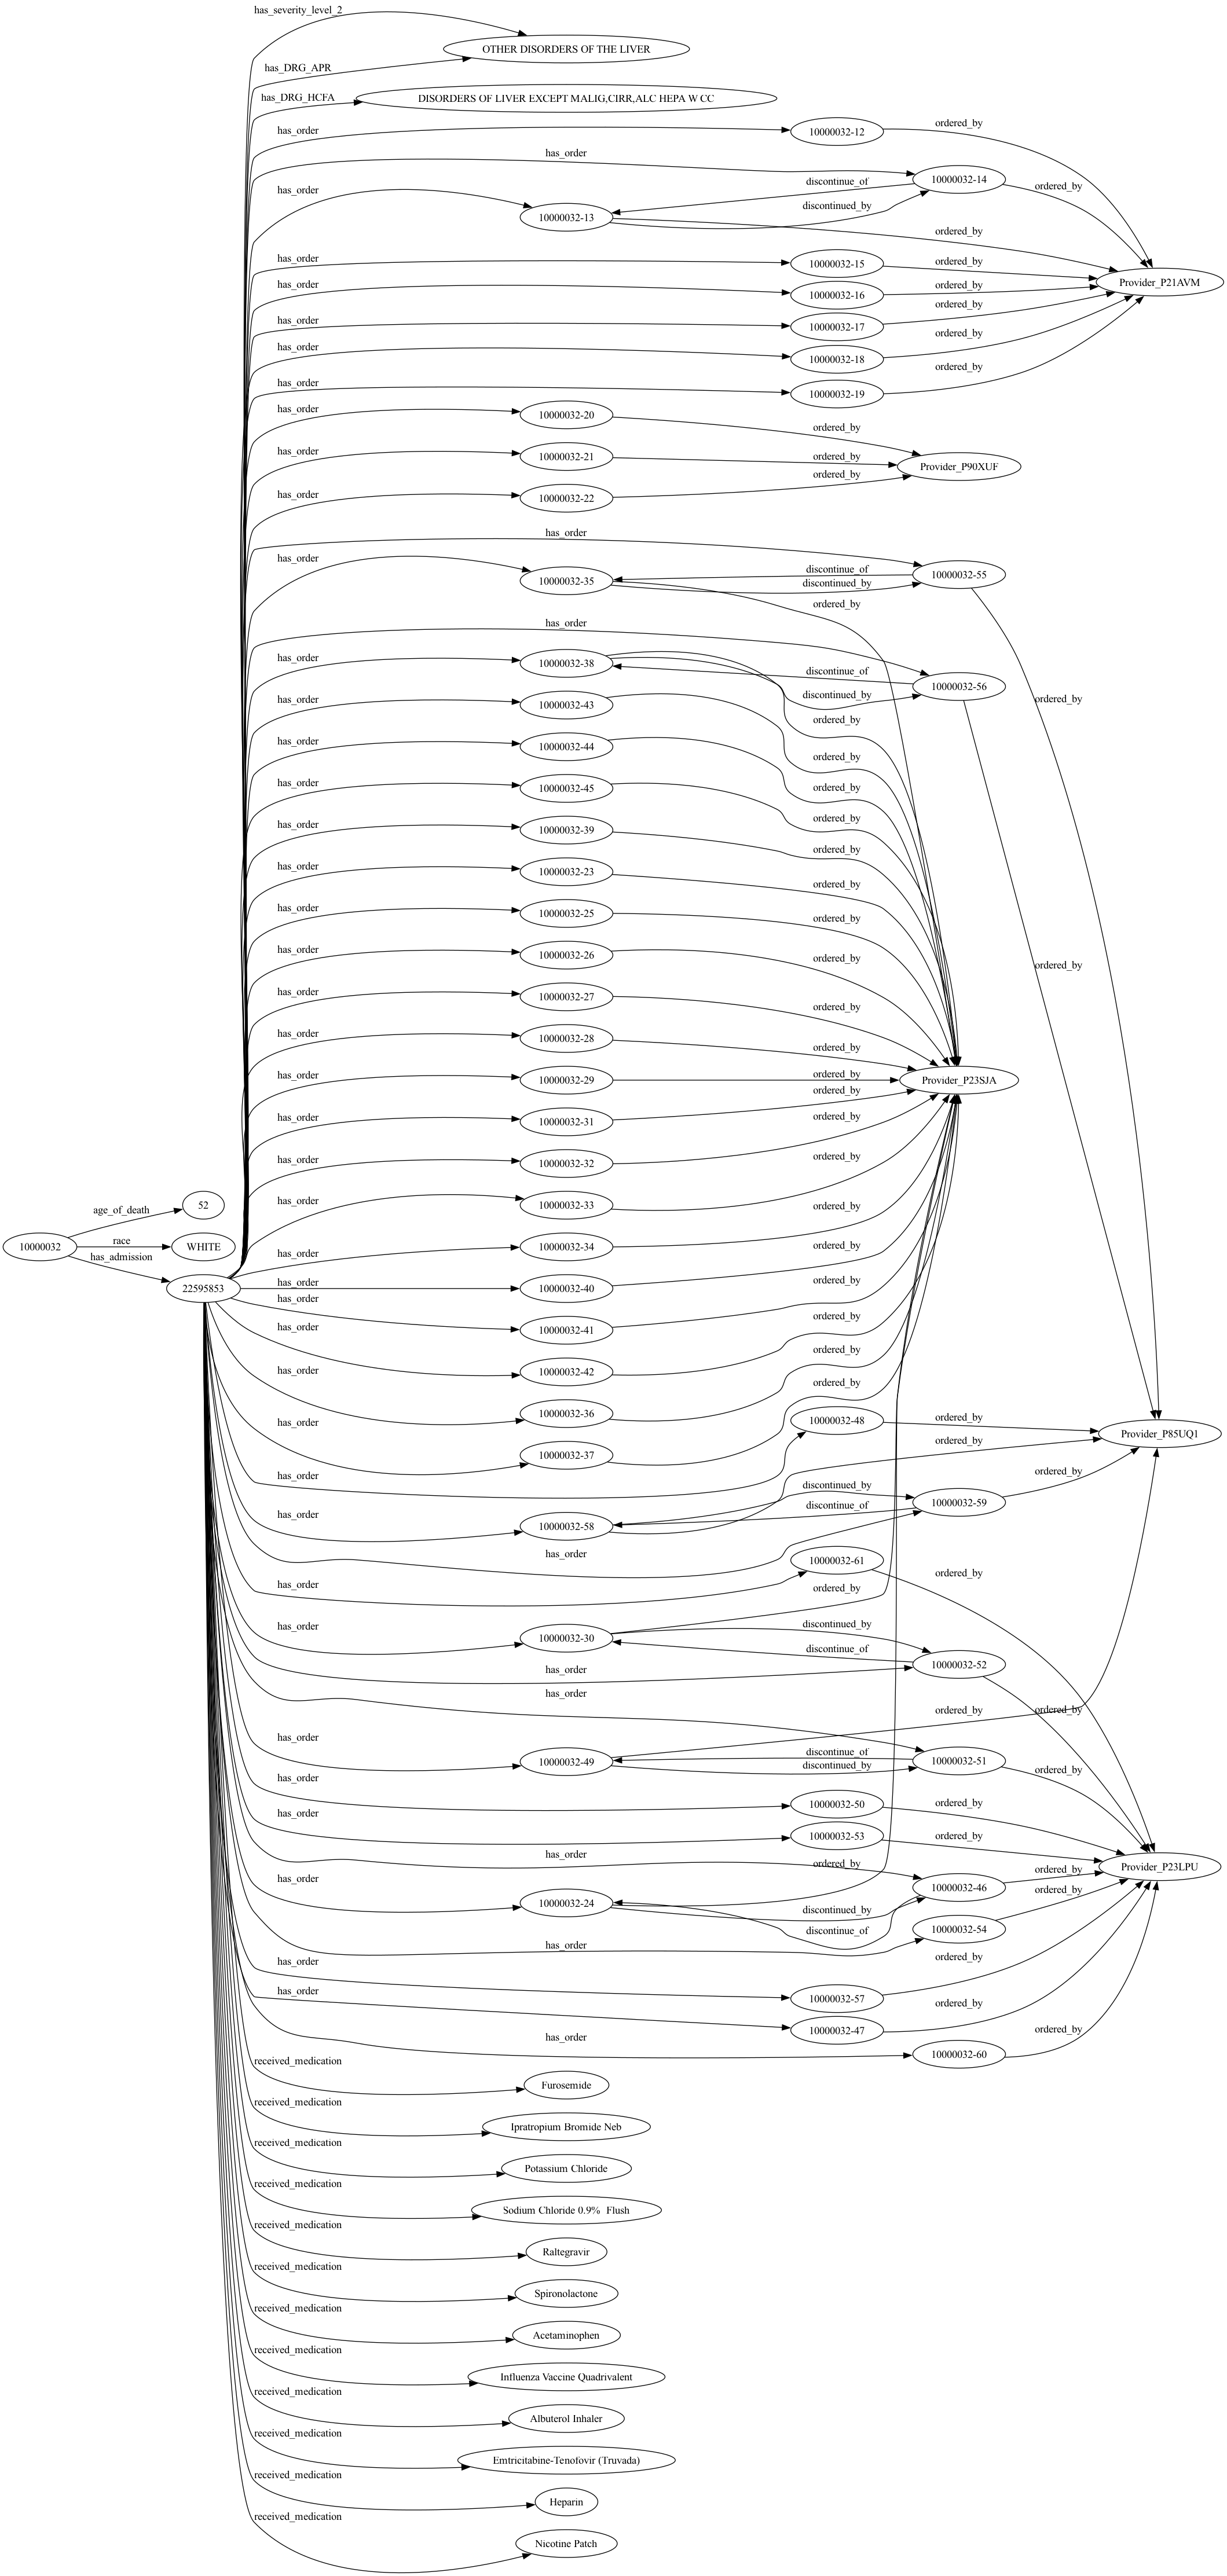 has_severity_level_2
OTHER DISORDERS OF THE LIVER
has_DRG_APR
has_DRG_HCFA
DISORDERS OF LIVER EXCEPT MALIG,CIRR,ALC HEPA W CC
has_order
10000032-12
ordered_by
has_order
10000032-14
ordered_by
discontinue_of
has_order
10000032-13
discontinued_by
ordered_by
has_order
10000032-15
ordered_by
Provider_P21AVM
has_order
10000032-16
ordered_by
has_order
10000032-17
ordered_by
has_order
10000032-18
ordered_by
has_order
10000032-19
ordered_by
has_order
10000032-20
ordered_by
has_order
10000032-21
ordered_by
Provider_P90XUF
has_order
10000032-22
ordered_by
has_order
has_order
10000032-35
discontinue_of
discontinued_by
10000032-55
ordered_by
has_order
has_order
10000032-38
discontinue_of
discontinued_by
10000032-56
ordered_by
ordered_by
has_order
10000032-43
ordered_by
has_order
10000032-44
ordered_by
has_order
10000032-45
ordered_by
has_order
10000032-39
ordered_by
has_order
10000032-23
ordered_by
has_order
10000032-25
ordered_by
has_order
10000032-26
ordered_by
ordered_by
has_order
10000032-27
ordered_by
has_order
10000032-28
ordered_by
has_order
10000032-29
ordered_by
Provider_P23SJA
has_order
10000032-31
ordered_by
has_order
10000032-32
ordered_by
has_order
10000032-33
ordered_by
has_order
10000032-34
ordered_by
10000032
age_of_death
52
race
WHITE
has_admission
22595853
has_order
10000032-40
ordered_by
has_order
10000032-41
ordered_by
has_order
10000032-42
ordered_by
has_order
10000032-36
ordered_by
has_order
10000032-37
ordered_by
has_order
10000032-48
ordered_by
Provider_P85UQ1
ordered_by
has_order
10000032-58
discontinued_by
discontinue_of
10000032-59
ordered_by
has_order
has_order
10000032-61
ordered_by
ordered_by
has_order
10000032-30
discontinued_by
discontinue_of
10000032-52
has_order
has_order
ordered_by
ordered_by
has_order
10000032-49
discontinue_of
discontinued_by
10000032-51
ordered_by
has_order
10000032-50
ordered_by
has_order
10000032-53
ordered_by
Provider_P23LPU
has_order
ordered_by
10000032-46
ordered_by
has_order
10000032-24
discontinued_by
discontinue_of
ordered_by
10000032-54
has_order
has_order
10000032-57
ordered_by
has_order
10000032-47
ordered_by
has_order
10000032-60
ordered_by
received_medication
Furosemide
received_medication
Ipratropium Bromide Neb
received_medication
Potassium Chloride
received_medication
Sodium Chloride 0.9%  Flush
received_medication
Raltegravir
received_medication
Spironolactone
received_medication
Acetaminophen
received_medication
Influenza Vaccine Quadrivalent
received_medication
Albuterol Inhaler
received_medication
Emtricitabine-Tenofovir (Truvada)
received_medication
Heparin
received_medication
Nicotine Patch